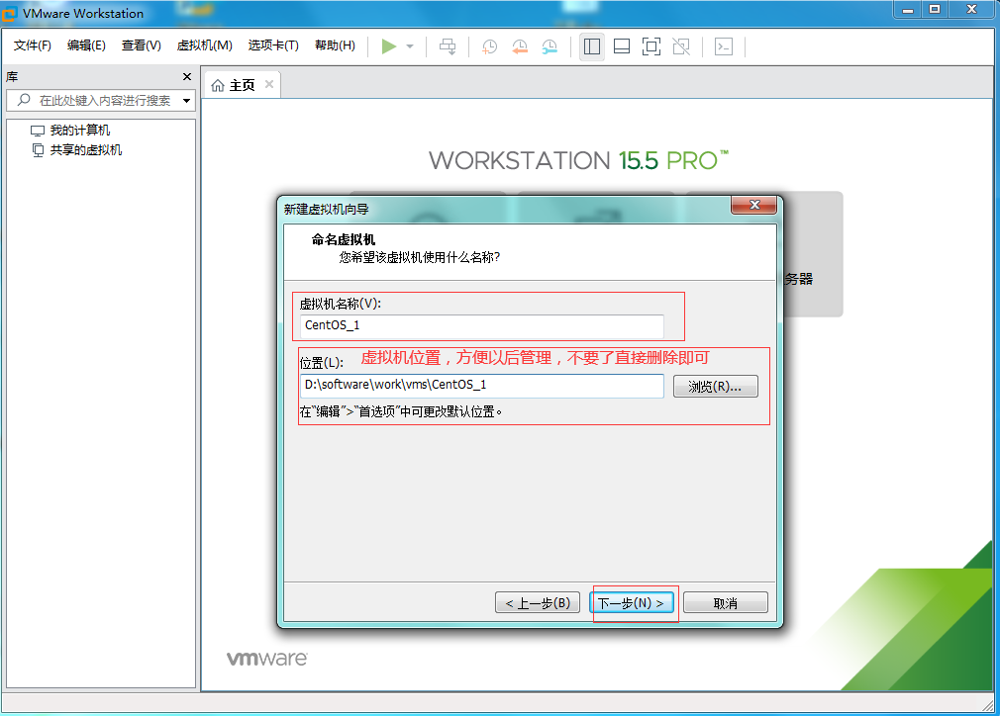 VMware Workstation
文件(F) 编辑(E) 查看(V) 虚拟机(M) 选项卡(T) 帮助(H)
库
主页
在此处键入内容进行搜索
我的计算机
共享的虚拟机
WORKSTATION 15.5 PRO™
新建虚拟机向导
命名虚拟机
您希望该虚拟机使用什么名称?
务器
虚拟机名称(V):
CentOS_1
位置(L): 虚拟机位置，方便以后管理，不要了直接删除即可
D:\software\work\vms\CentOS_1
浏览(R)...
在“编辑”>“首选项”中可更改默认位置。
< 上一步(B) 下一步(N) > 取消
vmware